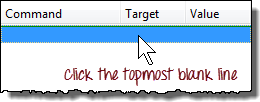 Command Target Value
Click the topmost blank line